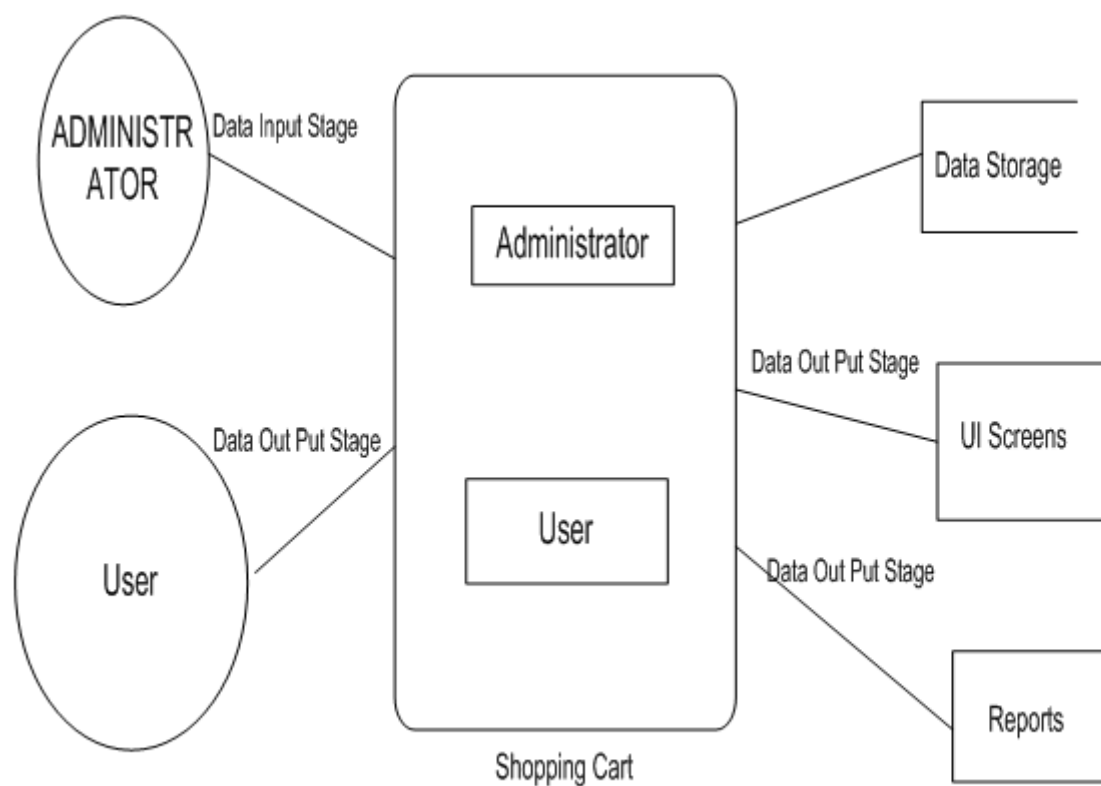 ADMINISTR
ATOR
Data Input Stage
Administrator
Data Storage
Data Out Put Stage
UI Screens
Data Out Put Stage
User
User
Data Out Put Stage
Reports
Shopping Cart